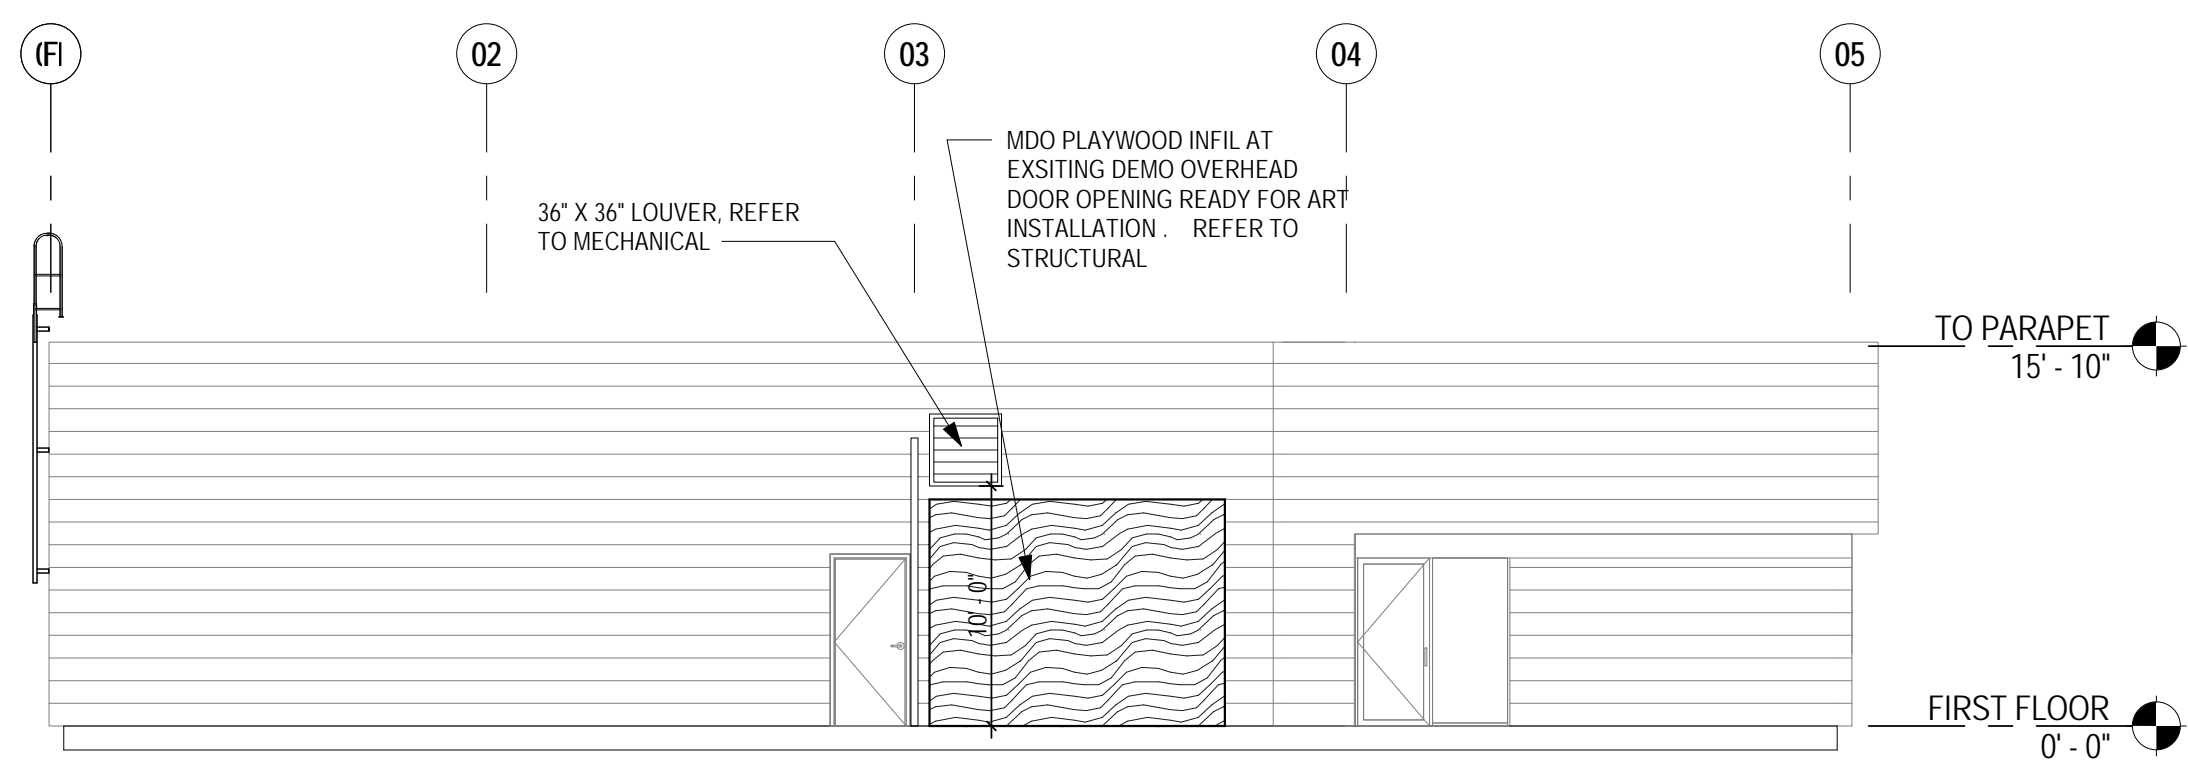 (F|
02
03
04
05
MDO PLAYWOOD INFIL AT
EXSITING DEMO OVERHEAD
DOOR OPENING READY FOR ART
INSTALLATION . REFER TO
STRUCTURAL
36" X 36" LOUVER, REFER
TO MECHANICAL
TO PARAPET
15' - 10"
10' - 0"
FIRST FLOOR
0' - 0"